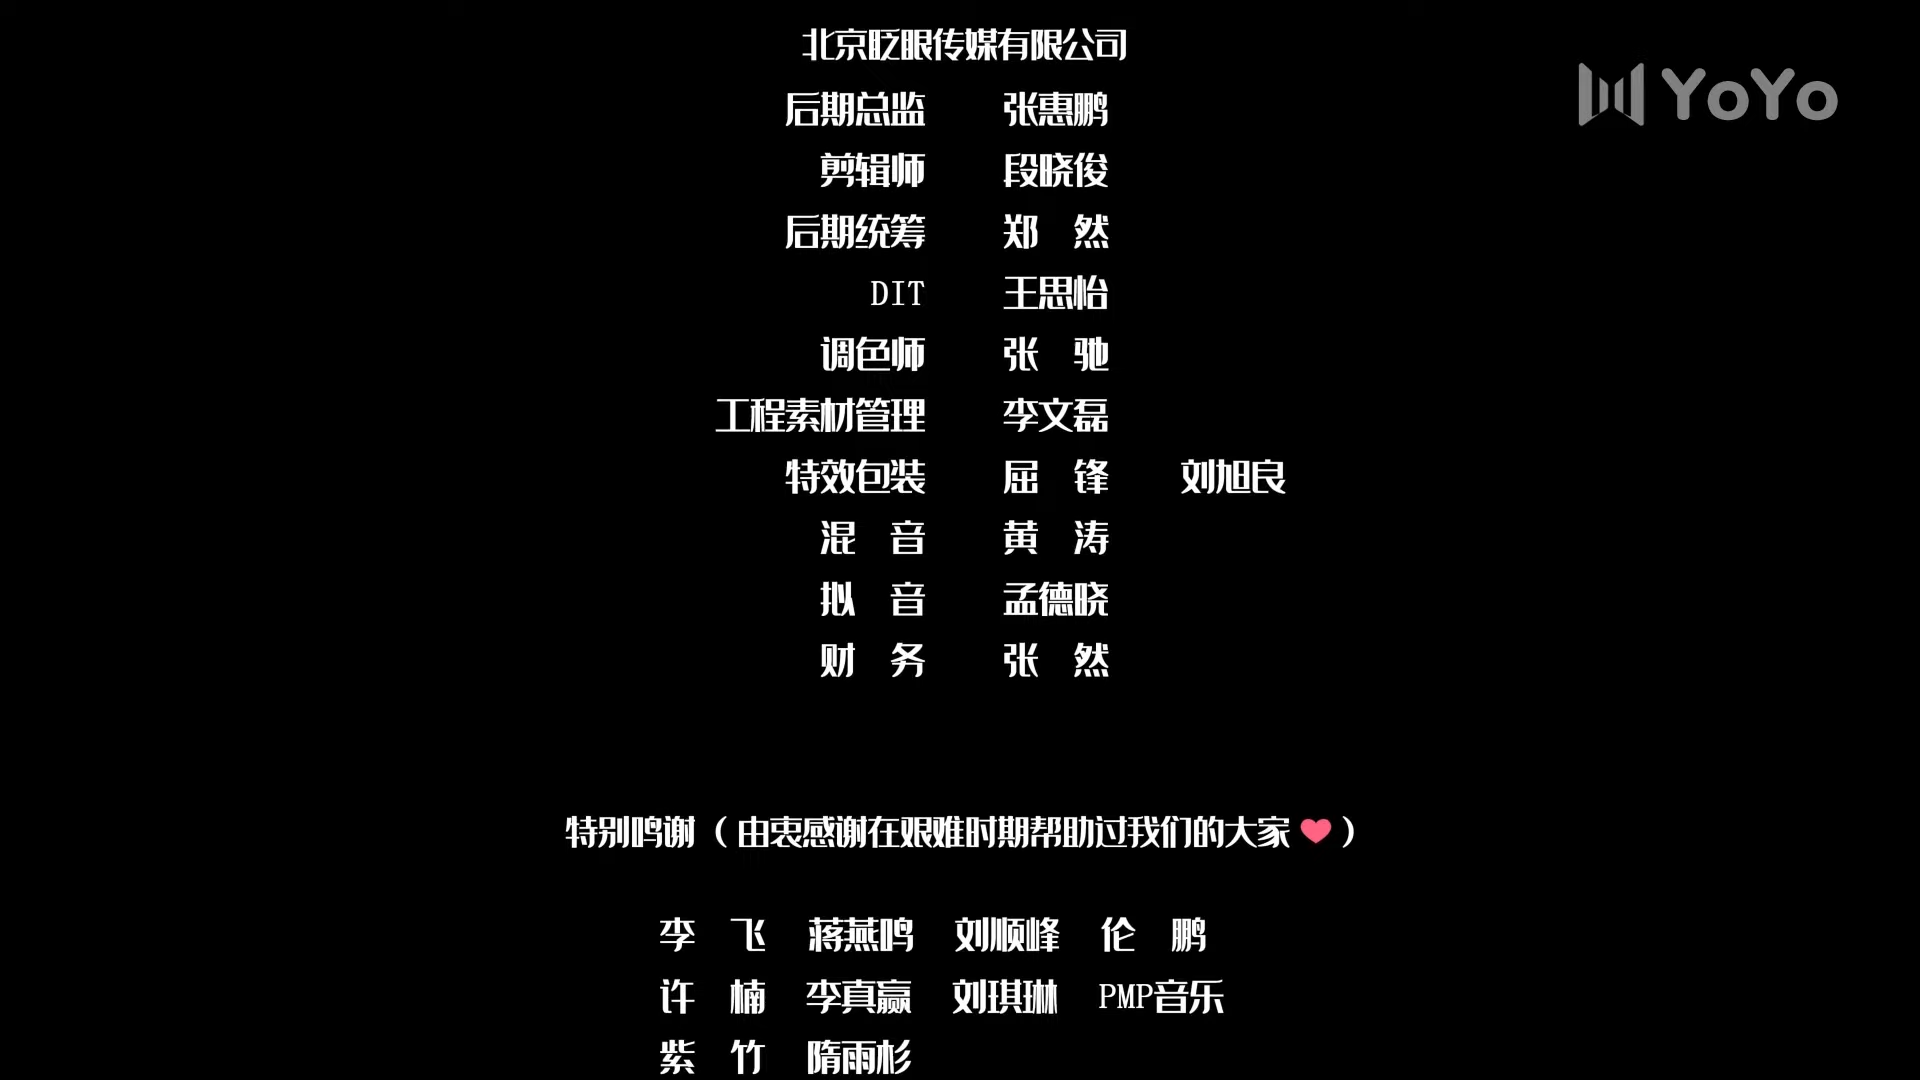 北京眨眼传媒有限公司
YoYo
后期总监 张惠鹏
剪辑师 段晓俊
后期统筹 郑 然
DIT 王思怡
调色师 张 驰
工程素材管理 李文磊
特效包装 屈 锋 刘旭良
混 音 黄 涛
拟 音 孟德晓
财 务 张 然
特别鸣谢（由衷感谢在艰难时期帮助过我们的大家❤）
李 飞 蒋燕鸣 刘顺峰 伦 鹏
许 楠 李真赢 刘琪琳 PMP音乐
紫 竹 隋雨杉